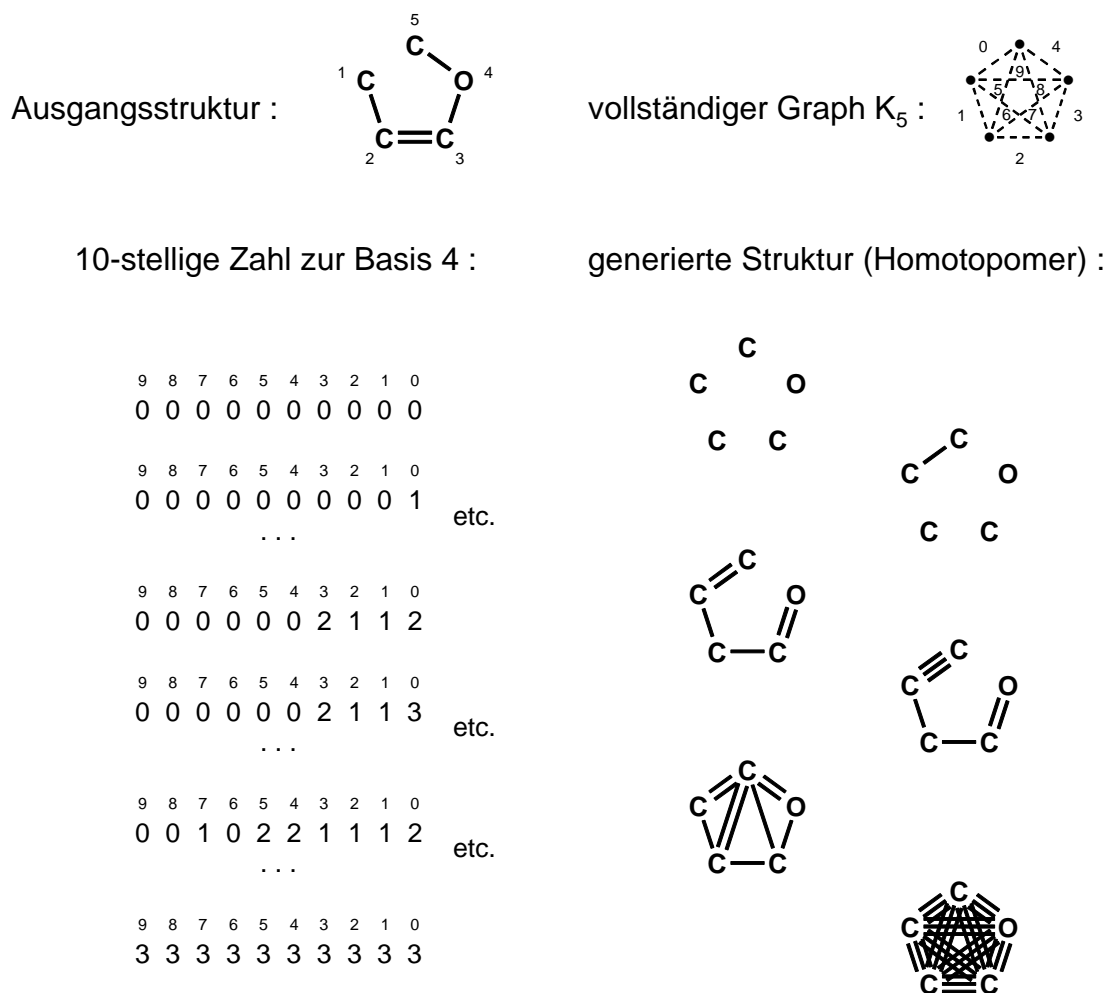 5
C
Ausgangsstruktur : 1 C O 4
C C
2 3
vollständiger Graph K5 :
0 4
9
5 8
1 6 7 3
2
10-stellige Zahl zur Basis 4 : generierte Struktur (Homotopomer) :
C
9 8 7 6 5 4 3 2 1 0
C O
0 0 0 0 0 0 0 0 0 0
C C
C
9 8 7 6 5 4 3 2 1 0
C O
0 0 0 0 0 0 0 0 0 1 etc.
C C
. . .
C
9 8 7 6 5 4 3 2 1 0
C O
0 0 0 0 0 0 2 1 1 2
C C
C
9 8 7 6 5 4 3 2 1 0
C O
0 0 0 0 0 0 2 1 1 3 etc.
C C
. . .
C
9 8 7 6 5 4 3 2 1 0
C O
0 0 1 0 2 2 1 1 1 2 etc.
C C
. . .
C
9 8 7 6 5 4 3 2 1 0
C O
3 3 3 3 3 3 3 3 3 3
C C